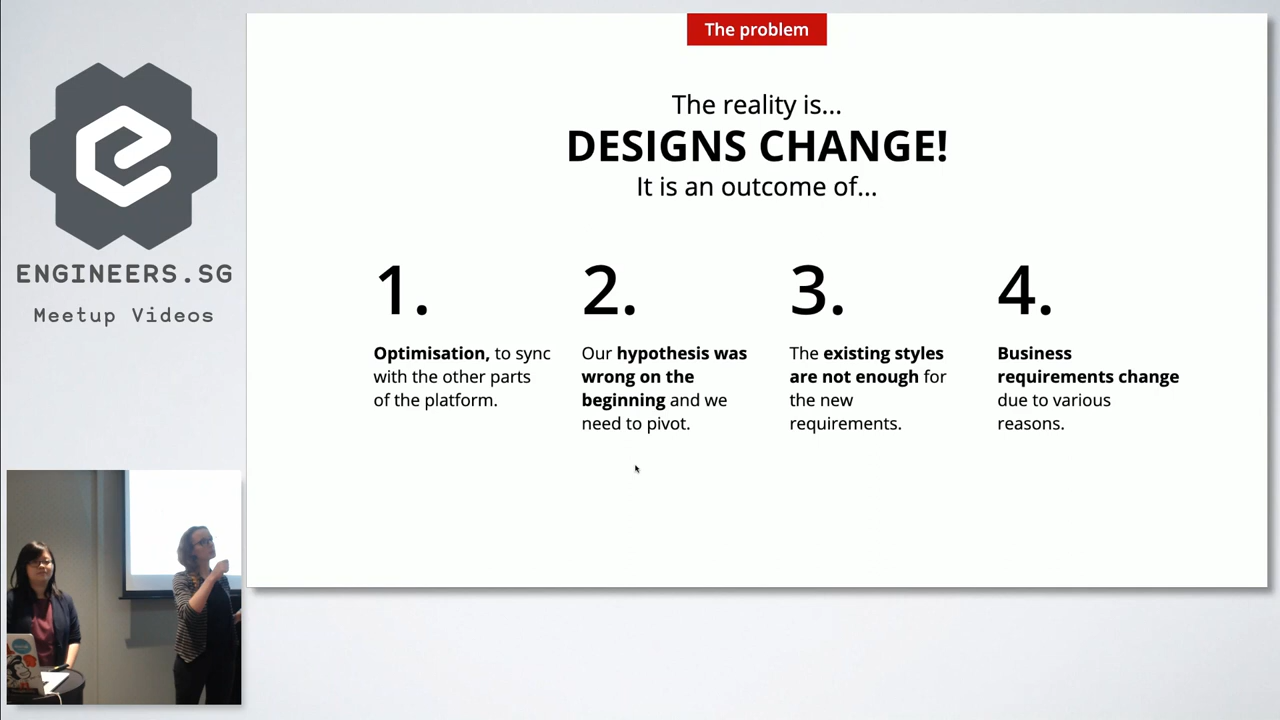 The problem
The reality is...
DESIGNS CHANGE!
It is an outcome of...
1.
Optimisation, to sync
with the other parts
of the platform.
2.
Our hypothesis was
wrong on the
beginning and we
need to pivot.
3.
The existing styles
are not enough for
the new
requirements.
4.
Business
requirements change
due to various
reasons.
ENGINEERS.SG
Meetup Videos